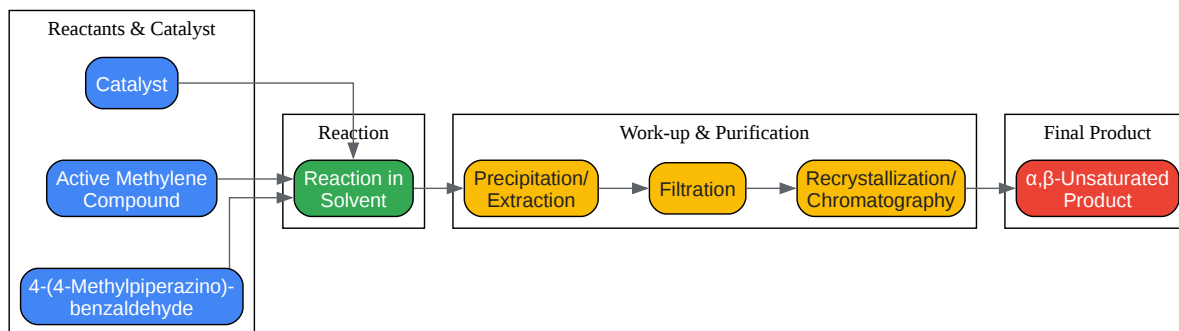 Reactants & Catalyst
Catalyst
Active Methylene
Compound
4-(4-Methylpiperazino)-
benzaldehyde
Reaction
Reaction in
Solvent
Work-up & Purification
Precipitation/
Extraction
Filtration
Recrystallization/
Chromatography
Final Product
α,β-Unsaturated
Product